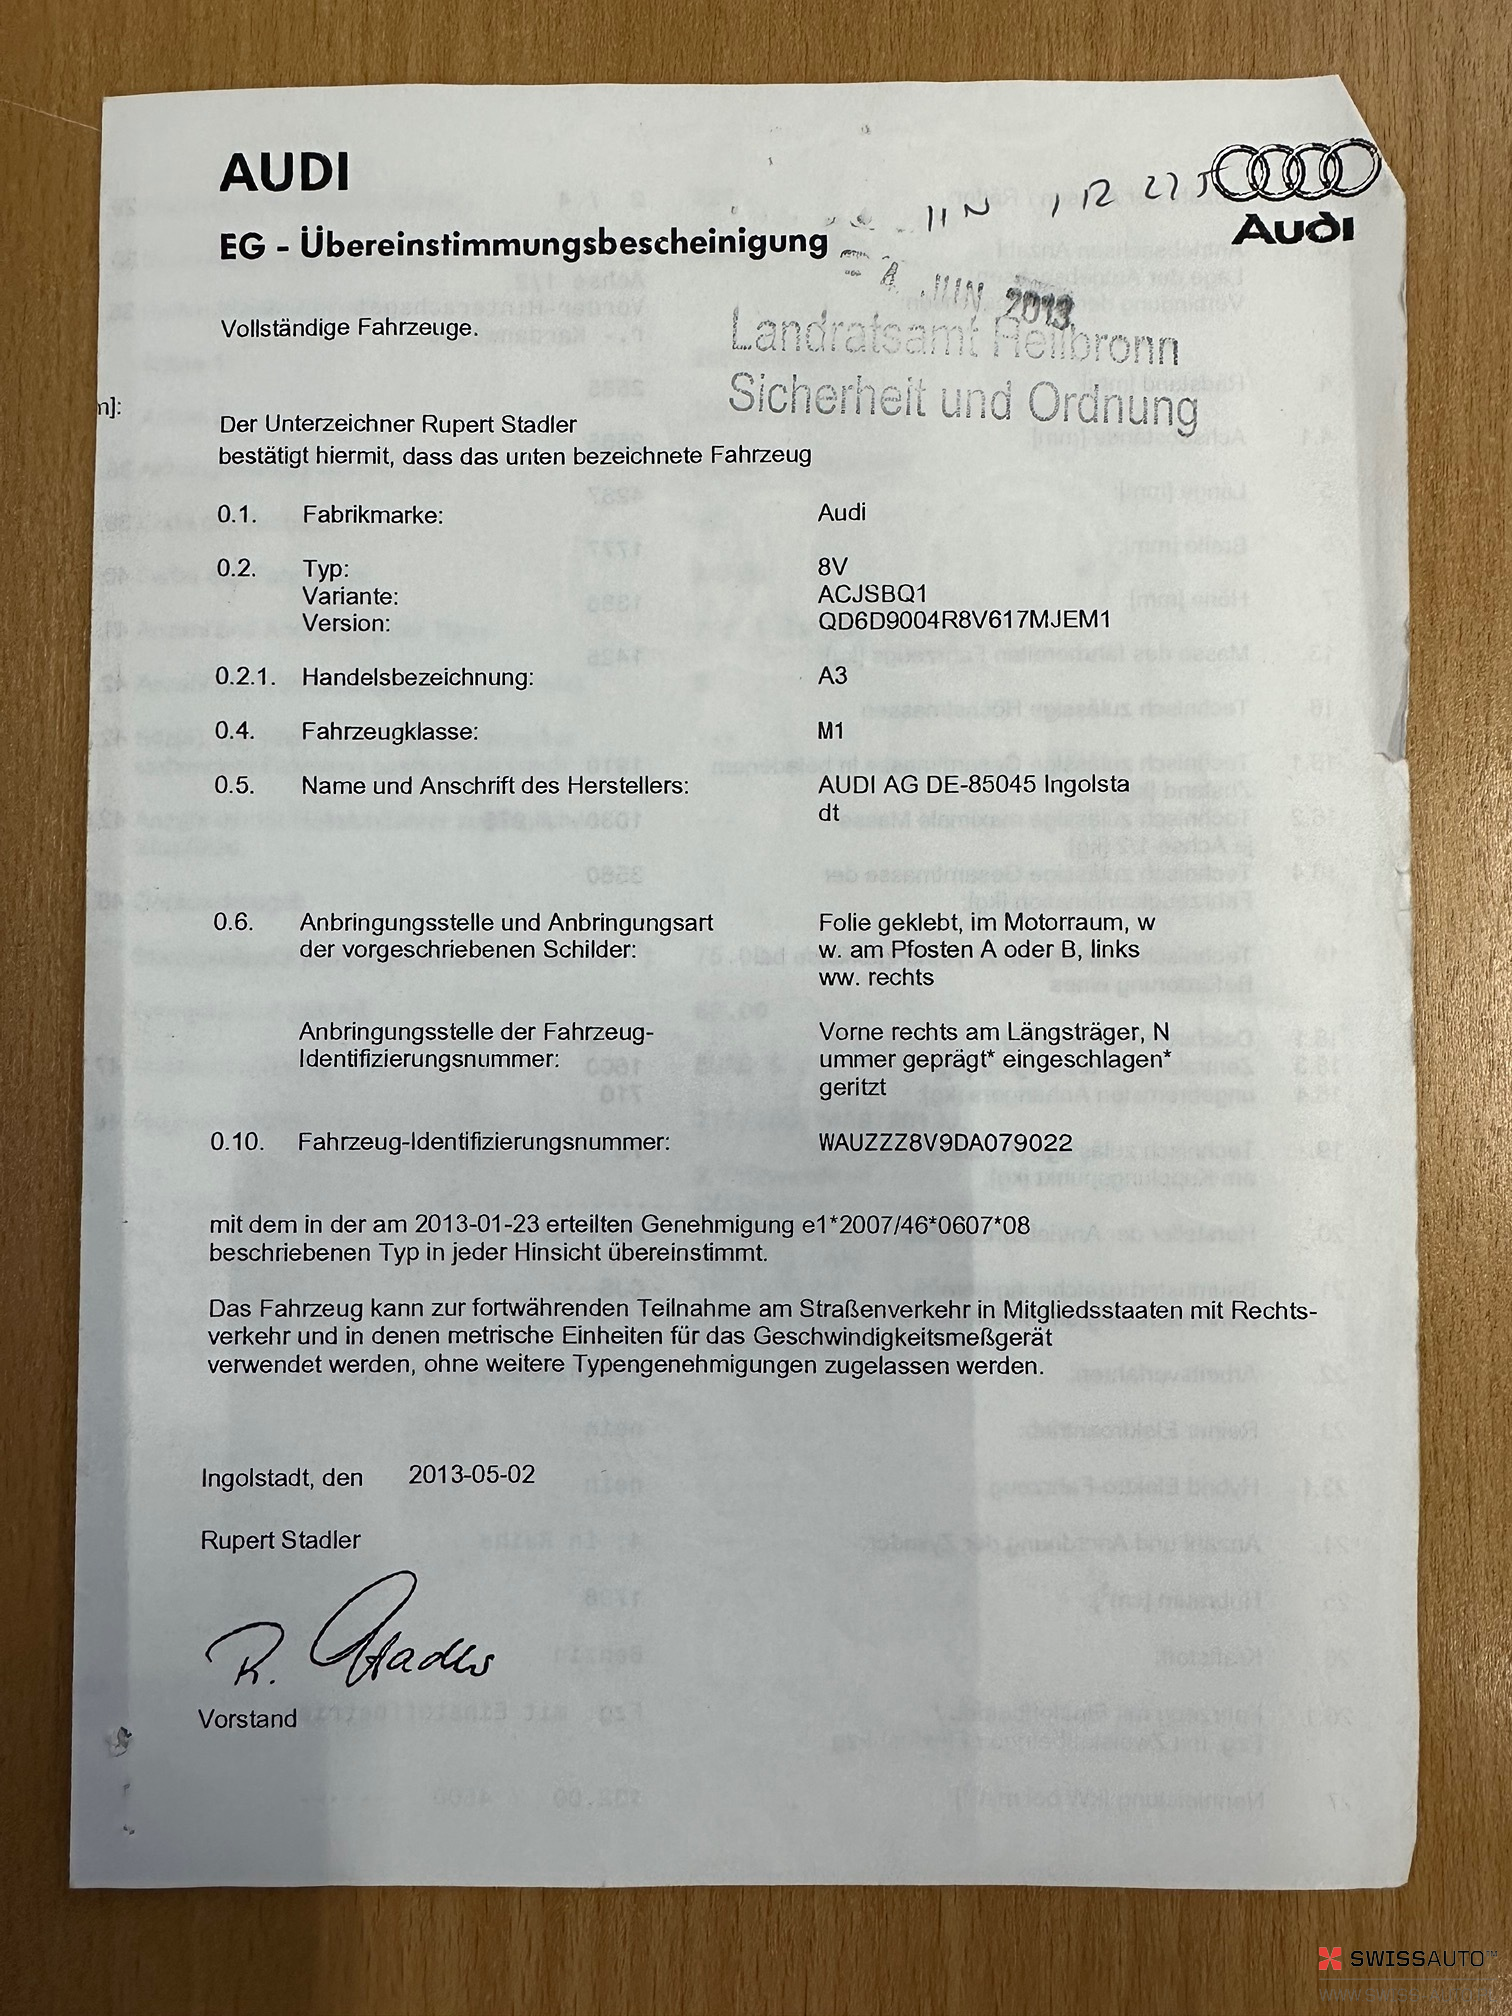 AUDI
Audi
EG - Übereinstimmungsbescheinigung
4. JUN. 2013
Landratsamt Heilbronn
Sicherheit und Ordnung
Vollständige Fahrzeuge.
Der Unterzeichner Rupert Stadler
bestätigt hiermit, dass das unten bezeichnete Fahrzeug
0.1. Fabrikmarke: Audi
0.2. Typ: 8V
Variante: ACJSBQ1
Version: QD6D9004R8V617MJEM1
0.2.1. Handelsbezeichnung: A3
0.4. Fahrzeugklasse: M1
0.5. Name und Anschrift des Herstellers: AUDI AG DE-85045 Ingolsta
dt
0.6. Anbringungsstelle und Anbringungsart Folie geklebt, im Motorraum, w
der vorgeschriebenen Schilder: w. am Pfosten A oder B, links
ww. rechts
Anbringungsstelle der Fahrzeug- Vorne rechts am Längsträger, N
Identifizierungsnummer: ummer geprägt* eingeschlagen*
geritzt
0.10. Fahrzeug-Identifizierungsnummer: WAUZZZ8V9DA079022
mit dem in der am 2013-01-23 erteilten Genehmigung e1*2007/46*0607*08
beschriebenen Typ in jeder Hinsicht übereinstimmt.
Das Fahrzeug kann zur fortwährenden Teilnahme am Straßenverkehr in Mitgliedsstaaten mit Rechts-
verkehr und in denen metrische Einheiten für das Geschwindigkeitsmeßgerät
verwendet werden, ohne weitere Typengenehmigungen zugelassen werden.
Ingolstadt, den 2013-05-02
Rupert Stadler
R. Stadler
Vorstand
SWISSAUTO™